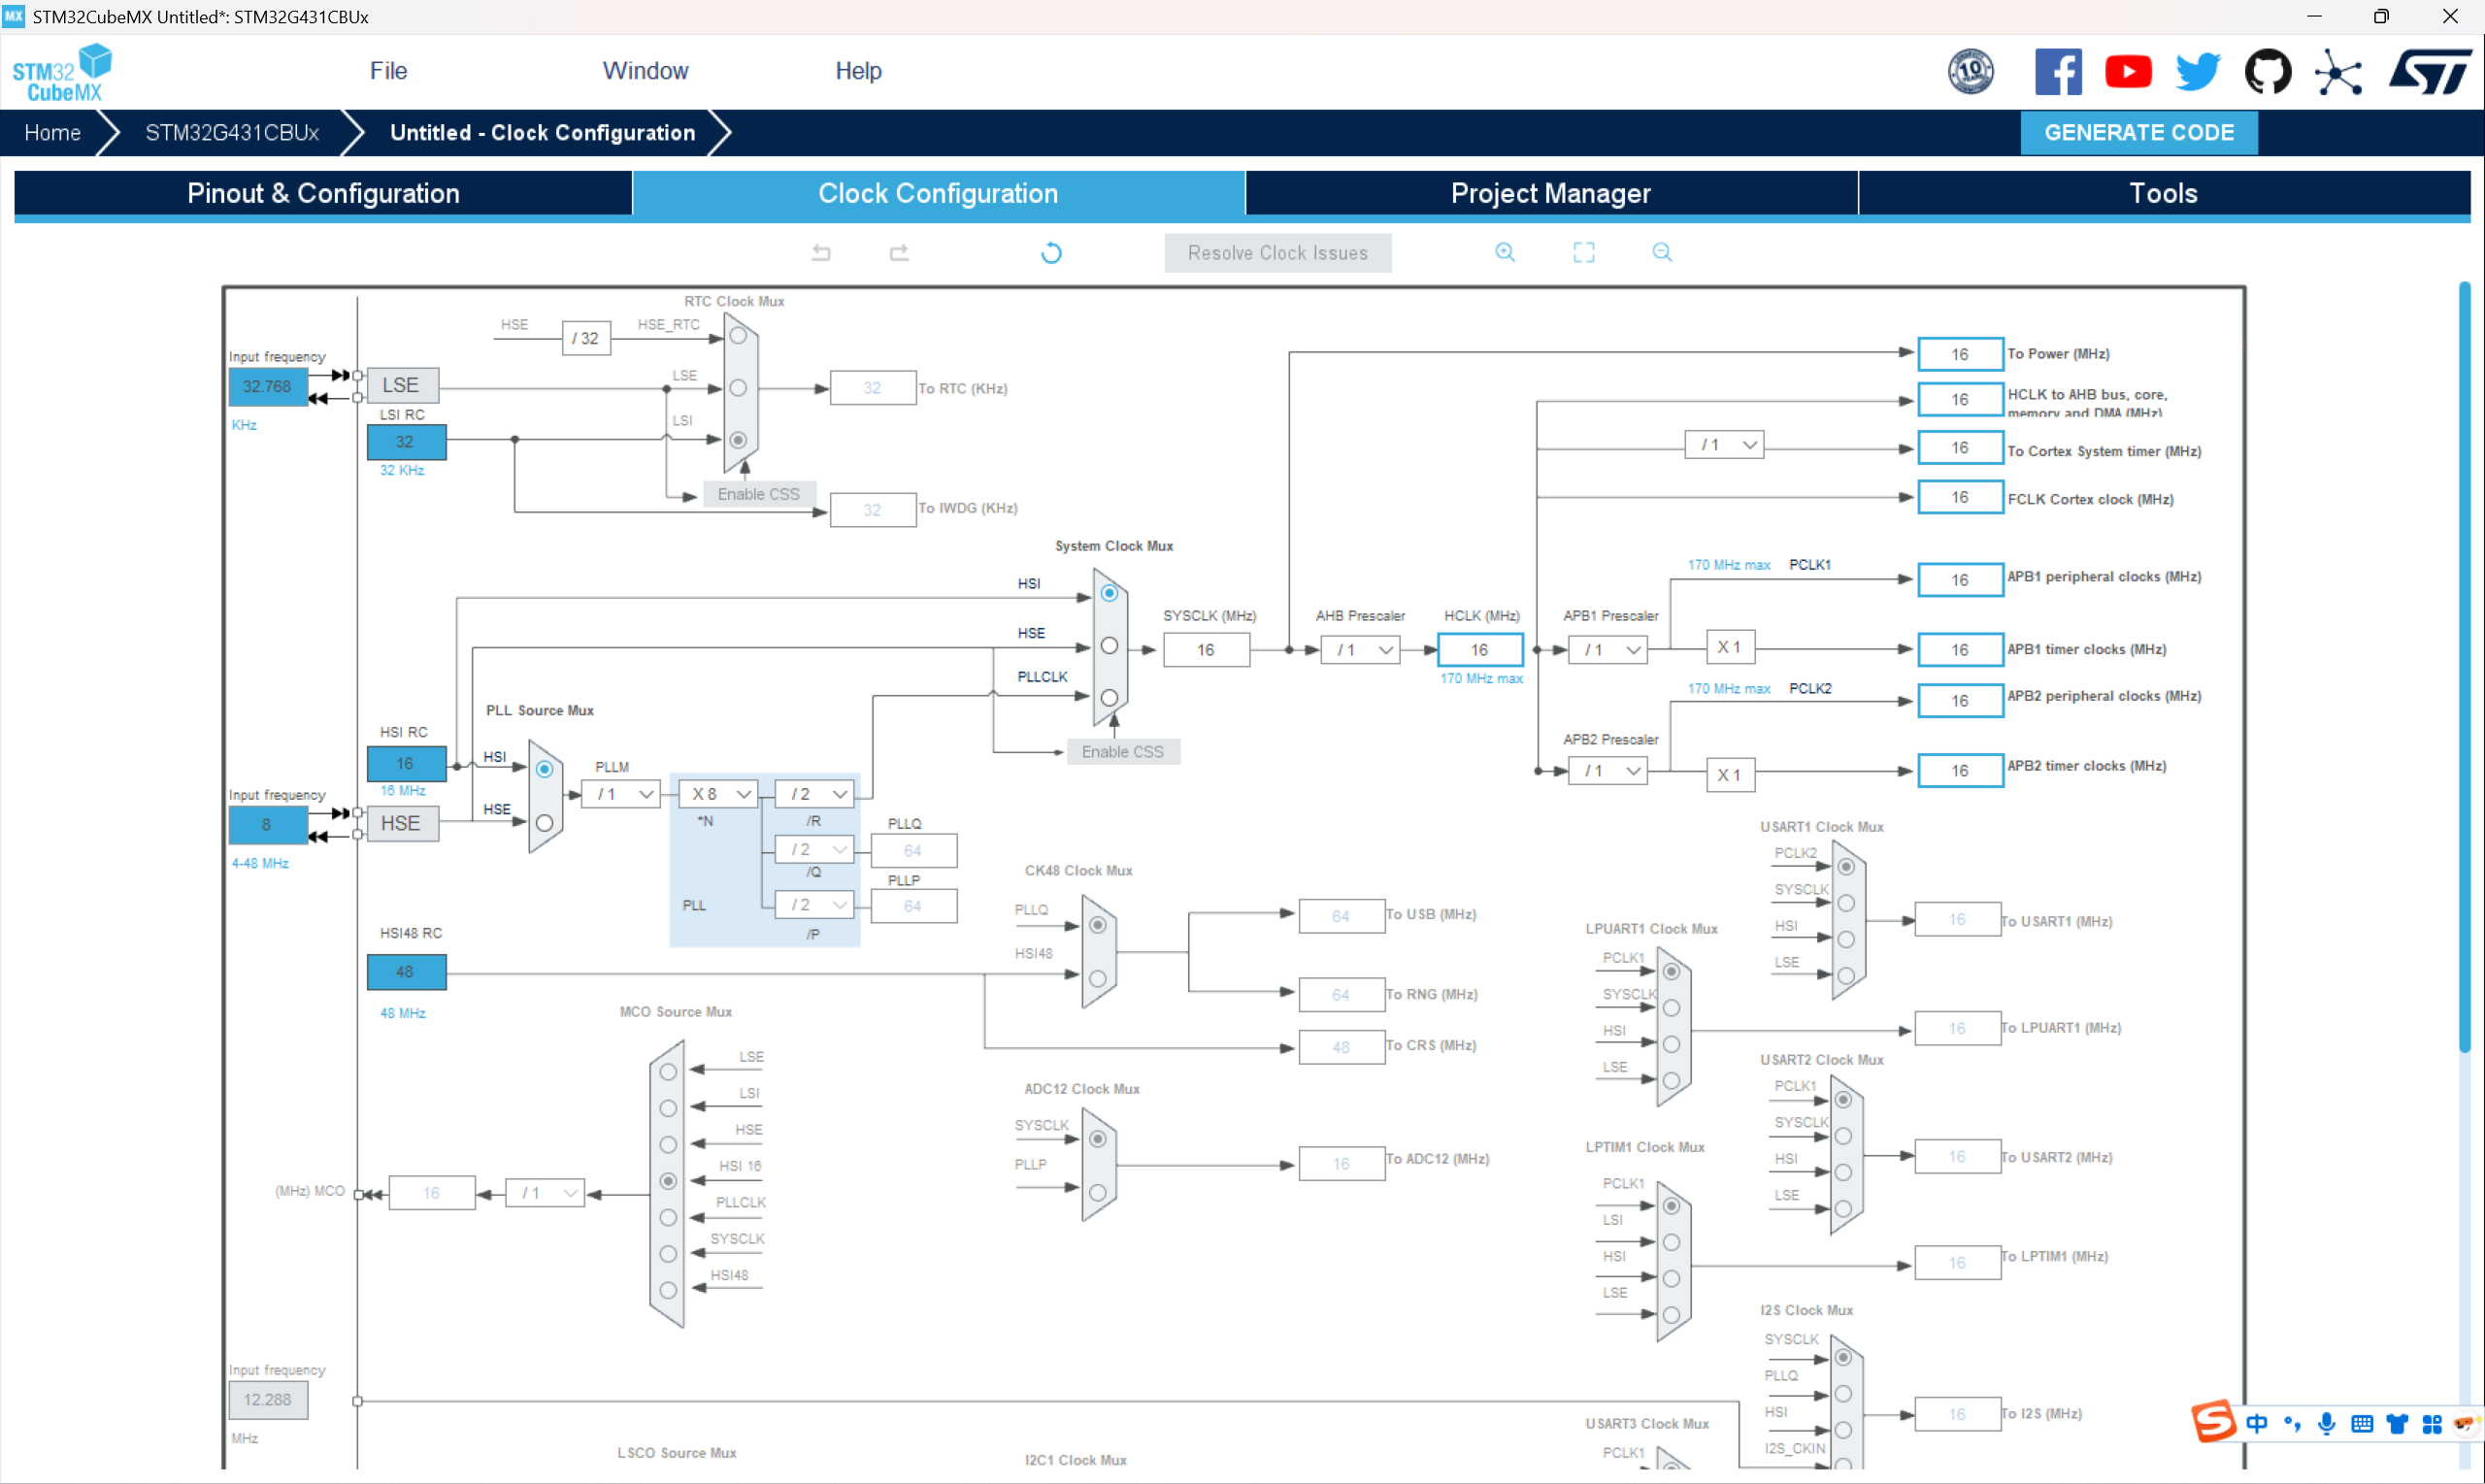 MX STM32CubeMX Untitled*: STM32G431CBUx
STM32
CubeMX
File
Window
Help
10
Home
STM32G431CBUx
Untitled - Clock Configuration
GENERATE CODE
Pinout & Configuration
Clock Configuration
Project Manager
Tools
Resolve Clock Issues
RTC Clock Mux
HSE
/ 32
HSE_RTC
Input frequency
32.768
KHz
LSE
LSE
32
To RTC (KHz)
LSI RC
32
32 KHz
LSI
Enable CSS
32
To IWDG (KHz)
16
To Power (MHz)
16
HCLK to AHB bus, core,
memory and DMA (MHz)
/ 1
16
To Cortex System timer (MHz)
16
FCLK Cortex clock (MHz)
System Clock Mux
HSI
HSE
PLLCLK
Enable CSS
SYSCLK (MHz)
16
AHB Prescaler
/ 1
HCLK (MHz)
16
170 MHz max
APB1 Prescaler
/ 1
170 MHz max
PCLK1
16
APB1 peripheral clocks (MHz)
X 1
16
APB1 timer clocks (MHz)
170 MHz max
PCLK2
16
APB2 peripheral clocks (MHz)
APB2 Prescaler
/ 1
X 1
16
APB2 timer clocks (MHz)
PLL Source Mux
HSI RC
16
16 MHz
HSI
HSE
Input frequency
8
4-48 MHz
HSE
PLLM
/ 1
X 8
*N
/ 2
/R
/ 2
/Q
/ 2
/P
PLL
PLLQ
64
PLLP
64
HSI48 RC
48
48 MHz
CK48 Clock Mux
PLLQ
HSI48
64
To USB (MHz)
64
To RNG (MHz)
48
To CRS (MHz)
USART1 Clock Mux
PCLK2
SYSCLK
HSI
LSE
16
To USART1 (MHz)
LPUART1 Clock Mux
PCLK1
SYSCLK
HSI
LSE
16
To LPUART1 (MHz)
MCO Source Mux
LSE
LSI
HSE
HSI 16
PLLCLK
SYSCLK
HSI48
(MHz) MCO
16
/ 1
ADC12 Clock Mux
SYSCLK
PLLP
16
To ADC12 (MHz)
USART2 Clock Mux
PCLK1
SYSCLK
HSI
LSE
16
To USART2 (MHz)
LPTIM1 Clock Mux
PCLK1
LSI
HSI
LSE
16
To LPTIM1 (MHz)
I2S Clock Mux
SYSCLK
PLLQ
HSI
I2S_CKIN
16
To I2S (MHz)
Input frequency
12.288
MHz
LSCO Source Mux
I2C1 Clock Mux
USART3 Clock Mux
PCLK1
中